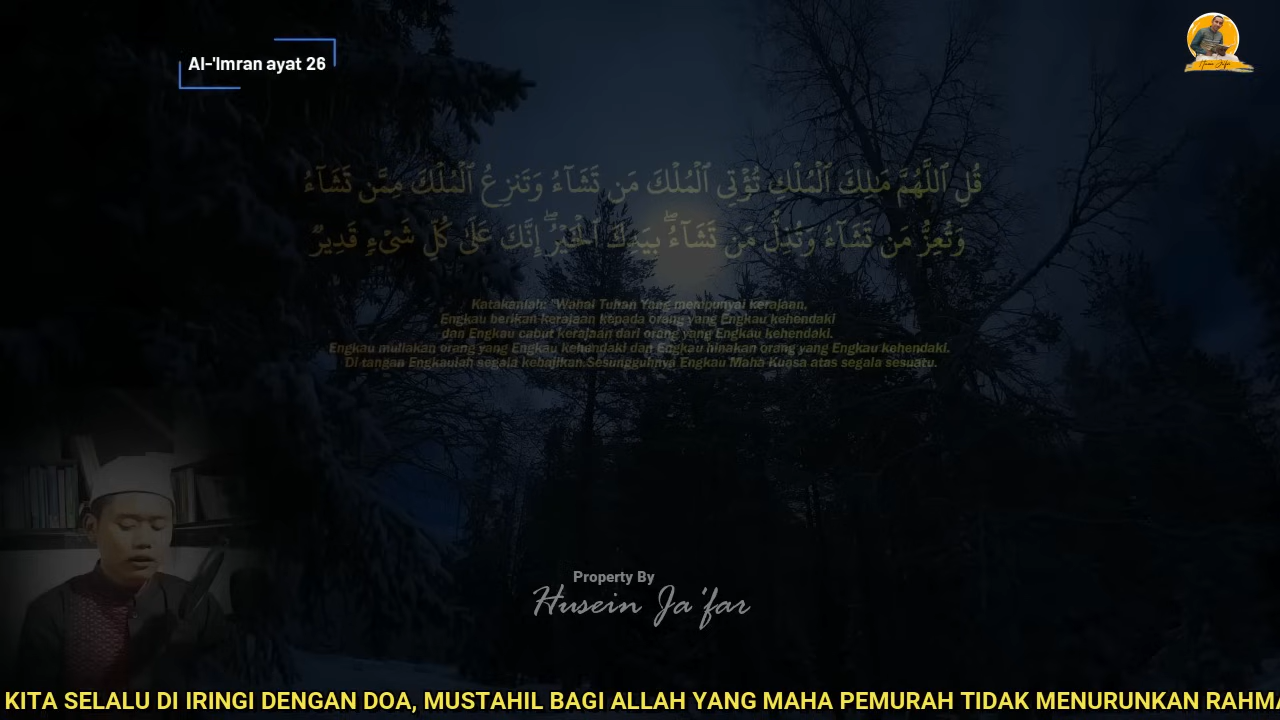 Al-'Imran ayat 26
قُلِ ٱللَّهُمَّ مَٰلِكَ ٱلْمُلْكِ تُؤْتِى ٱلْمُلْكَ مَن تَشَآءُ وَتَنزِعُ ٱلْمُلْكَ مِمَّن تَشَآءُ
وَتُعِزُّ مَن تَشَآءُ وَتُذِلُّ مَن تَشَآءُ ۖ بِيَدِكَ ٱلْخَيْرُ ۖ إِنَّكَ عَلَىٰ كُلِّ شَىْءٍ قَدِيرٌ
Katakanlah: "Wahai Tuhan Yang mempunyai kerajaan,
Engkau berikan kerajaan kepada orang yang Engkau kehendaki
dan Engkau cabut kerajaan dari orang yang Engkau kehendaki.
Engkau muliakan orang yang Engkau kehendaki dan Engkau hinakan orang yang Engkau kehendaki.
Di tangan Engkaulah segala kebajikan.Sesungguhnya Engkau Maha Kuasa atas segala sesuatu.
Property By
Husein Ja'far
KITA SELALU DI IRINGI DENGAN DOA, MUSTAHIL BAGI ALLAH YANG MAHA PEMURAH TIDAK MENURUNKAN RAHMA